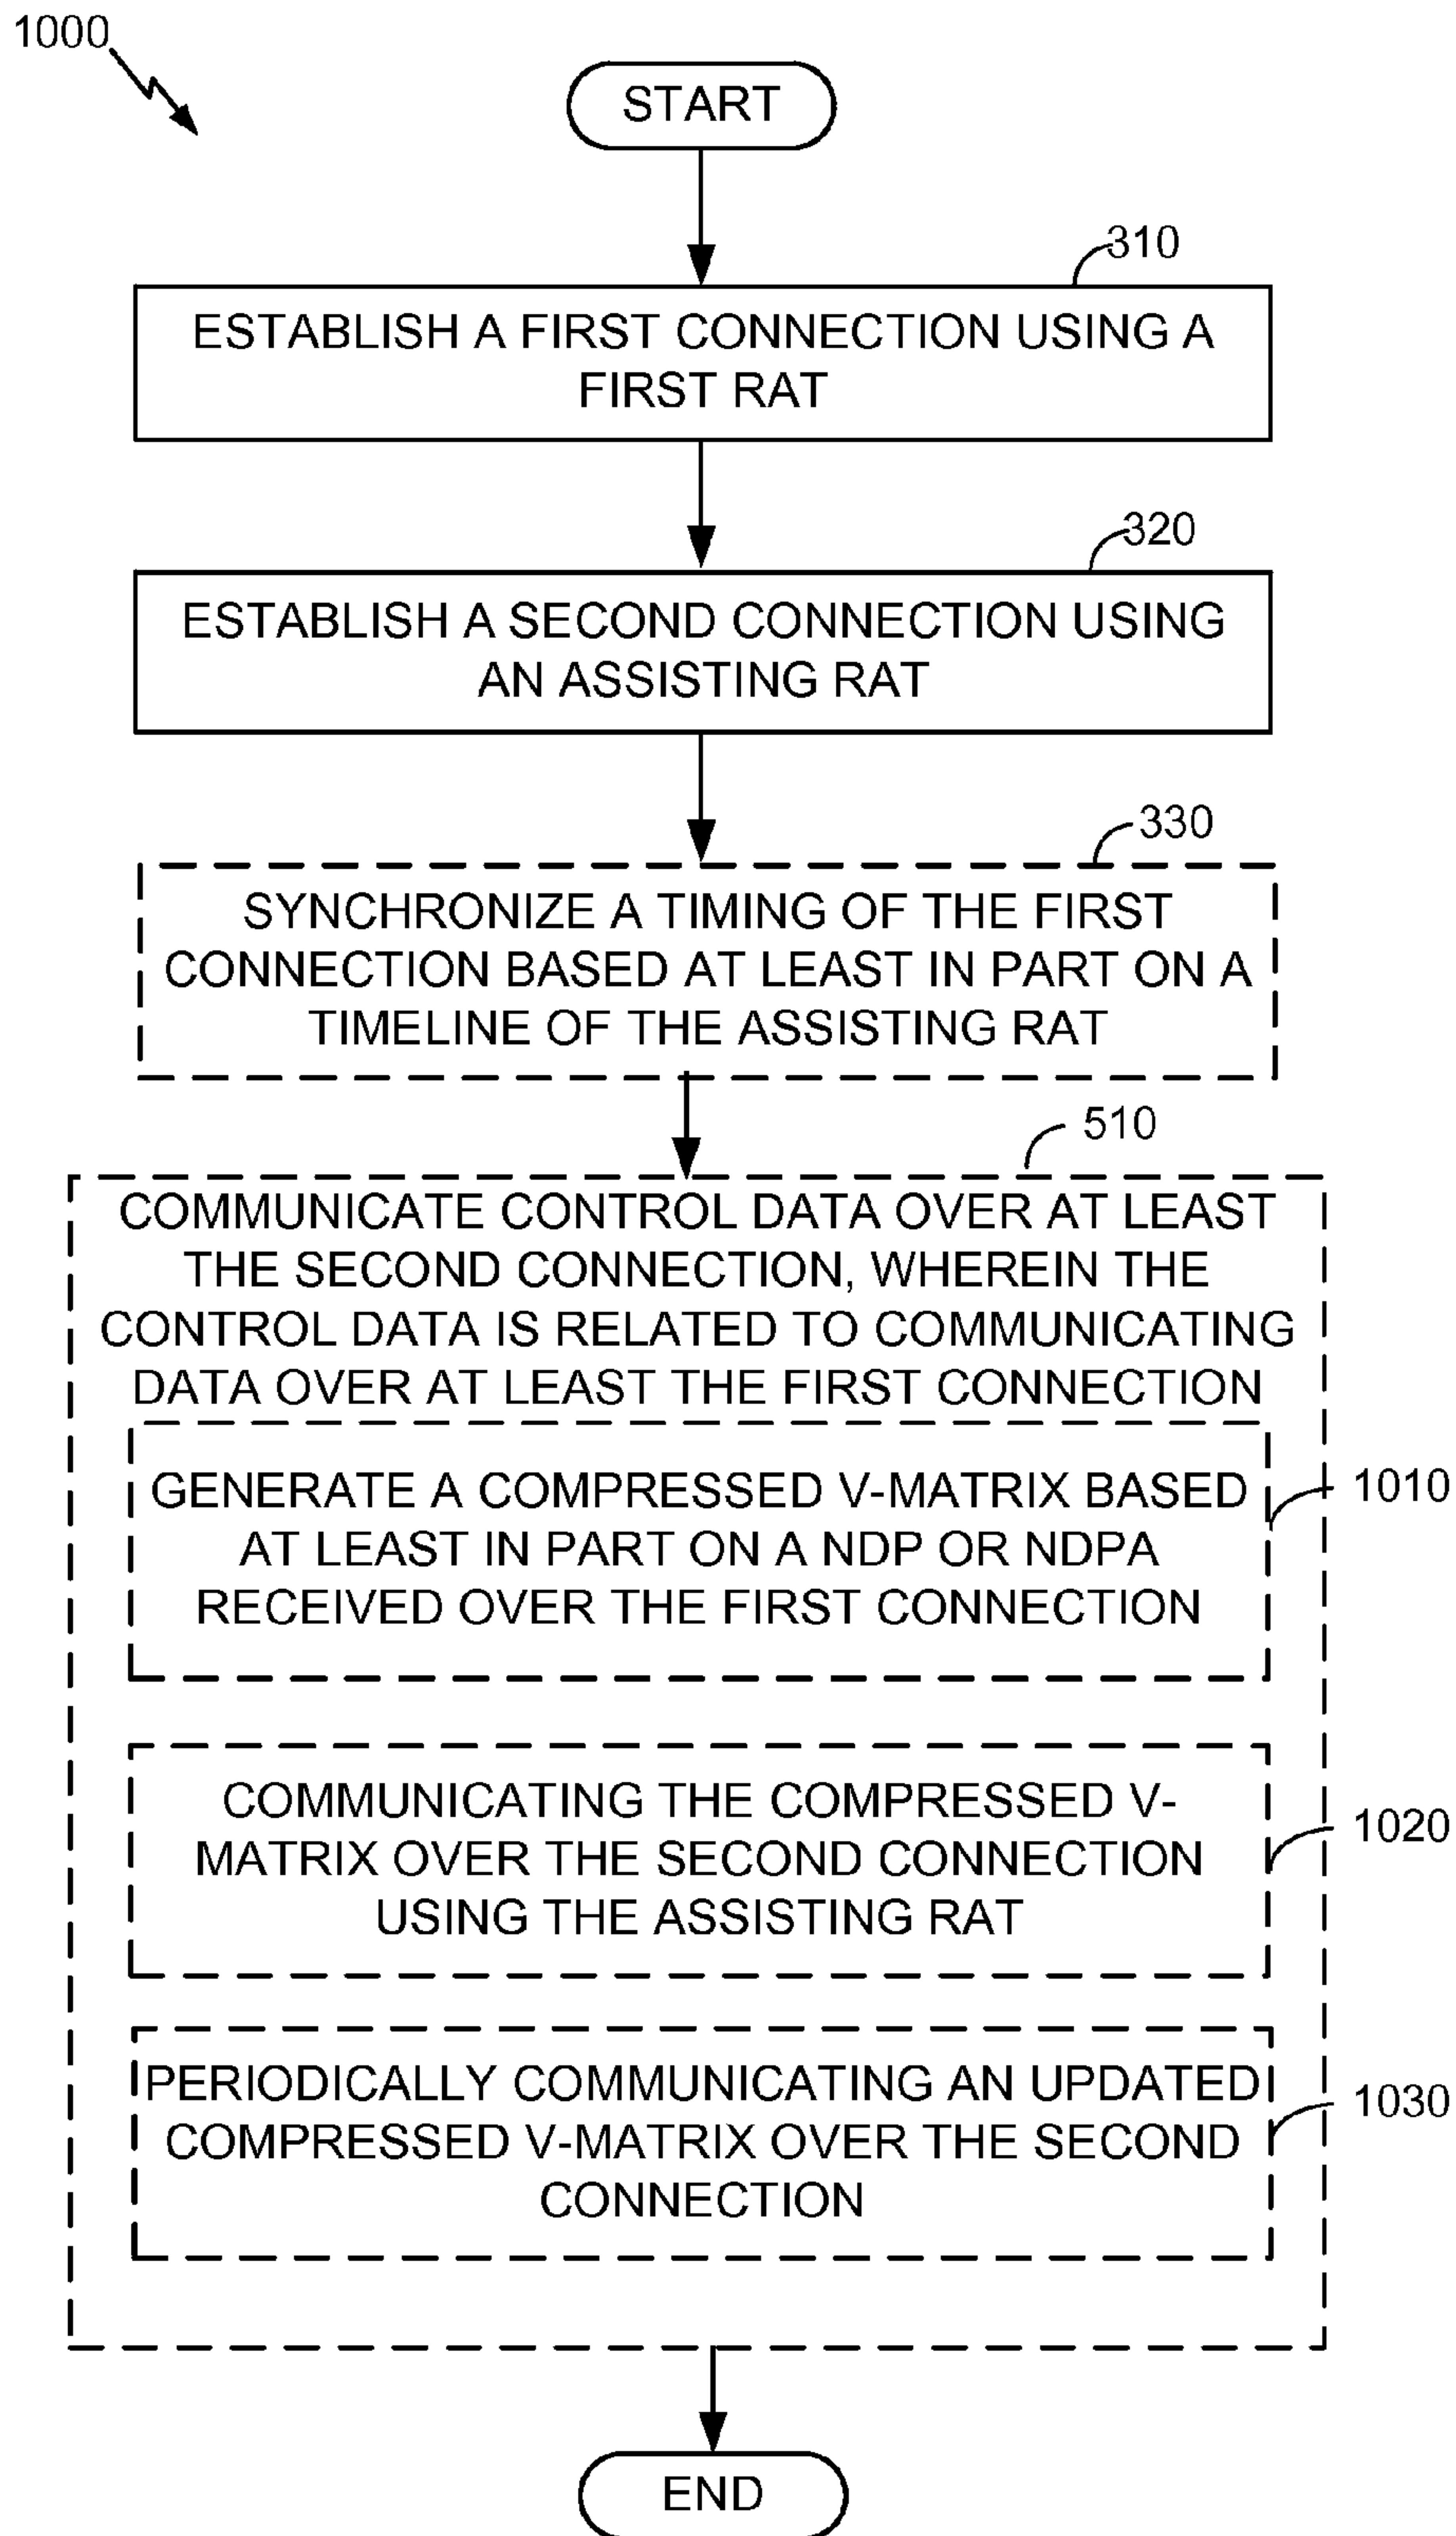 1000
START
310
ESTABLISH A FIRST CONNECTION USING A
FIRST RAT
320
ESTABLISH A SECOND CONNECTION USING
AN ASSISTING RAT
330
SYNCHRONIZE A TIMING OF THE FIRST
CONNECTION BASED AT LEAST IN PART ON A
TIMELINE OF THE ASSISTING RAT
510
COMMUNICATE CONTROL DATA OVER AT LEAST
THE SECOND CONNECTION, WHEREIN THE
CONTROL DATA IS RELATED TO COMMUNICATING
DATA OVER AT LEAST THE FIRST CONNECTION
GENERATE A COMPRESSED V-MATRIX BASED
AT LEAST IN PART ON A NDP OR NDPA
RECEIVED OVER THE FIRST CONNECTION
1010
COMMUNICATING THE COMPRESSED V-
MATRIX OVER THE SECOND CONNECTION
USING THE ASSISTING RAT
1020
PERIODICALLY COMMUNICATING AN UPDATED
COMPRESSED V-MATRIX OVER THE SECOND
CONNECTION
1030
END